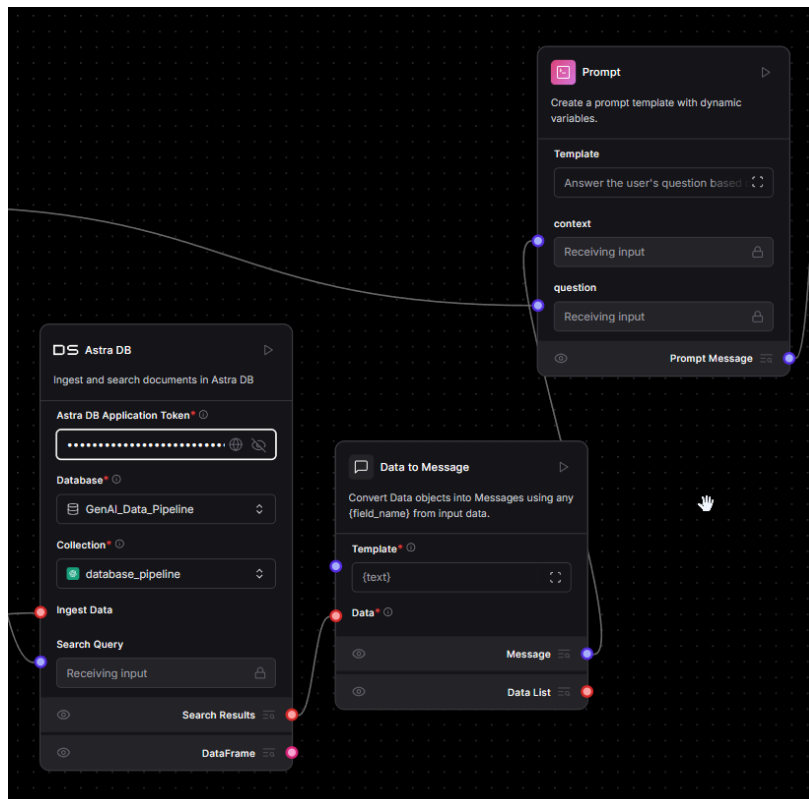 Prompt
Create a prompt template with dynamic
variables.
Template
Answer the user's question based
context
Receiving input
question
Receiving input
Prompt Message
DS Astra DB
Ingest and search documents in Astra DB
Astra DB Application Token*
Database*
GenAI_Data_Pipeline
Collection*
database_pipeline
Ingest Data
Search Query
Receiving input
Search Results
DataFrame
Data to Message
Convert Data objects into Messages using any
{field_name} from input data.
Template*
{text}
Data*
Message
Data List